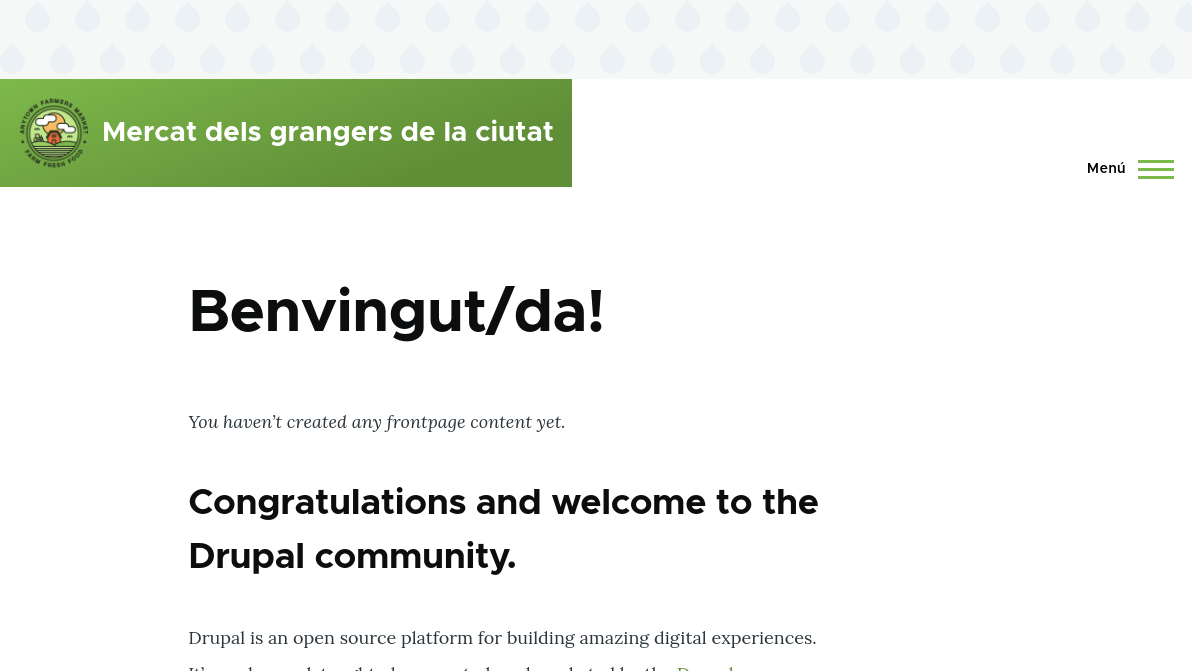 ANYTOWN FARMERS MARKET
FARM FRESH FOOD
Mercat dels grangers de la ciutat
Menú
Benvingut/da!
You haven’t created any frontpage content yet.
Congratulations and welcome to the
Drupal community.
Drupal is an open source platform for building amazing digital experiences.